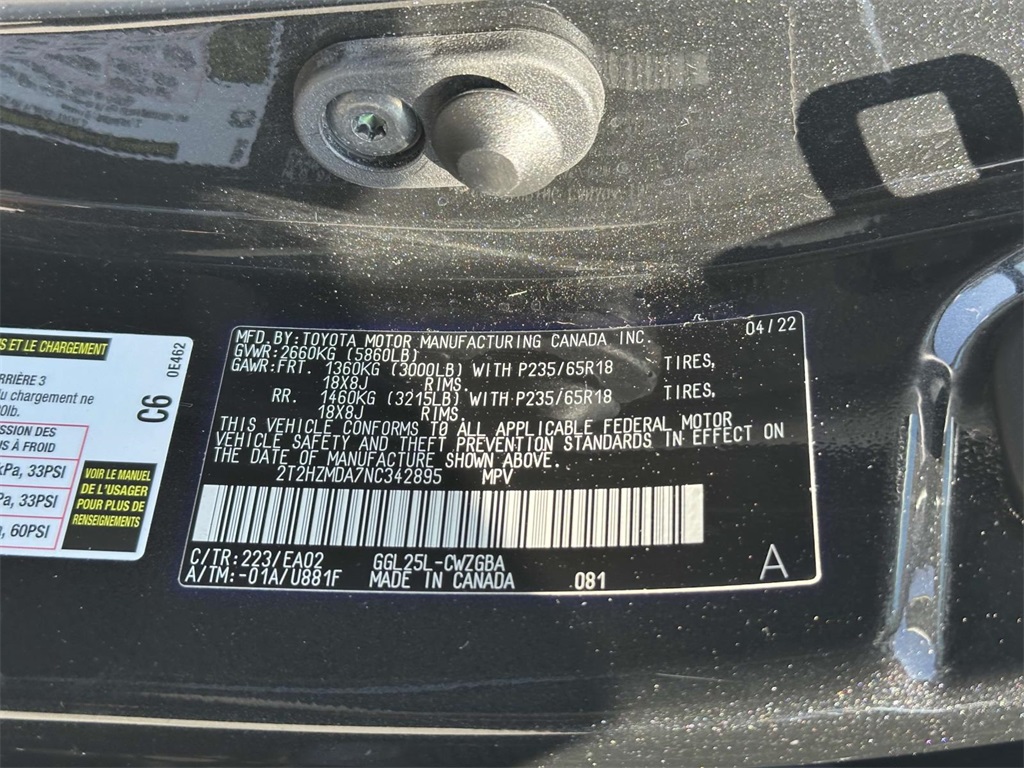 MFD. BY: TOYOTA MOTOR MANUFACTURING CANADA INC. 04/22
GVWR: 2660KG (5860LB)
GAWR: FRT. 1360KG (3000LB) WITH P235/65R18 TIRES,
18X8J RIMS.
RR. 1460KG (3215LB) WITH P235/65R18 TIRES,
18X8J RIMS.
THIS VEHICLE CONFORMS TO ALL APPLICABLE FEDERAL MOTOR
VEHICLE SAFETY AND THEFT PREVENTION STANDARDS IN EFFECT ON
THE DATE OF MANUFACTURE SHOWN ABOVE.
2T2HZMDA7NC342895 MPV
C/TR: 223/EA02 GGL25L-CWZGBA
A/TM: -01A/U881F MADE IN CANADA 081 A
S ET LE CHARGEMENT
0E462
RRIÈRE 3
du chargement ne
0lb.
C6
SSION DES
S À FROID
kPa, 33PSI
Pa, 33PSI
, 60PSI
VOIR LE MANUEL
DE L'USAGER
POUR PLUS DE
RENSEIGNEMENTS